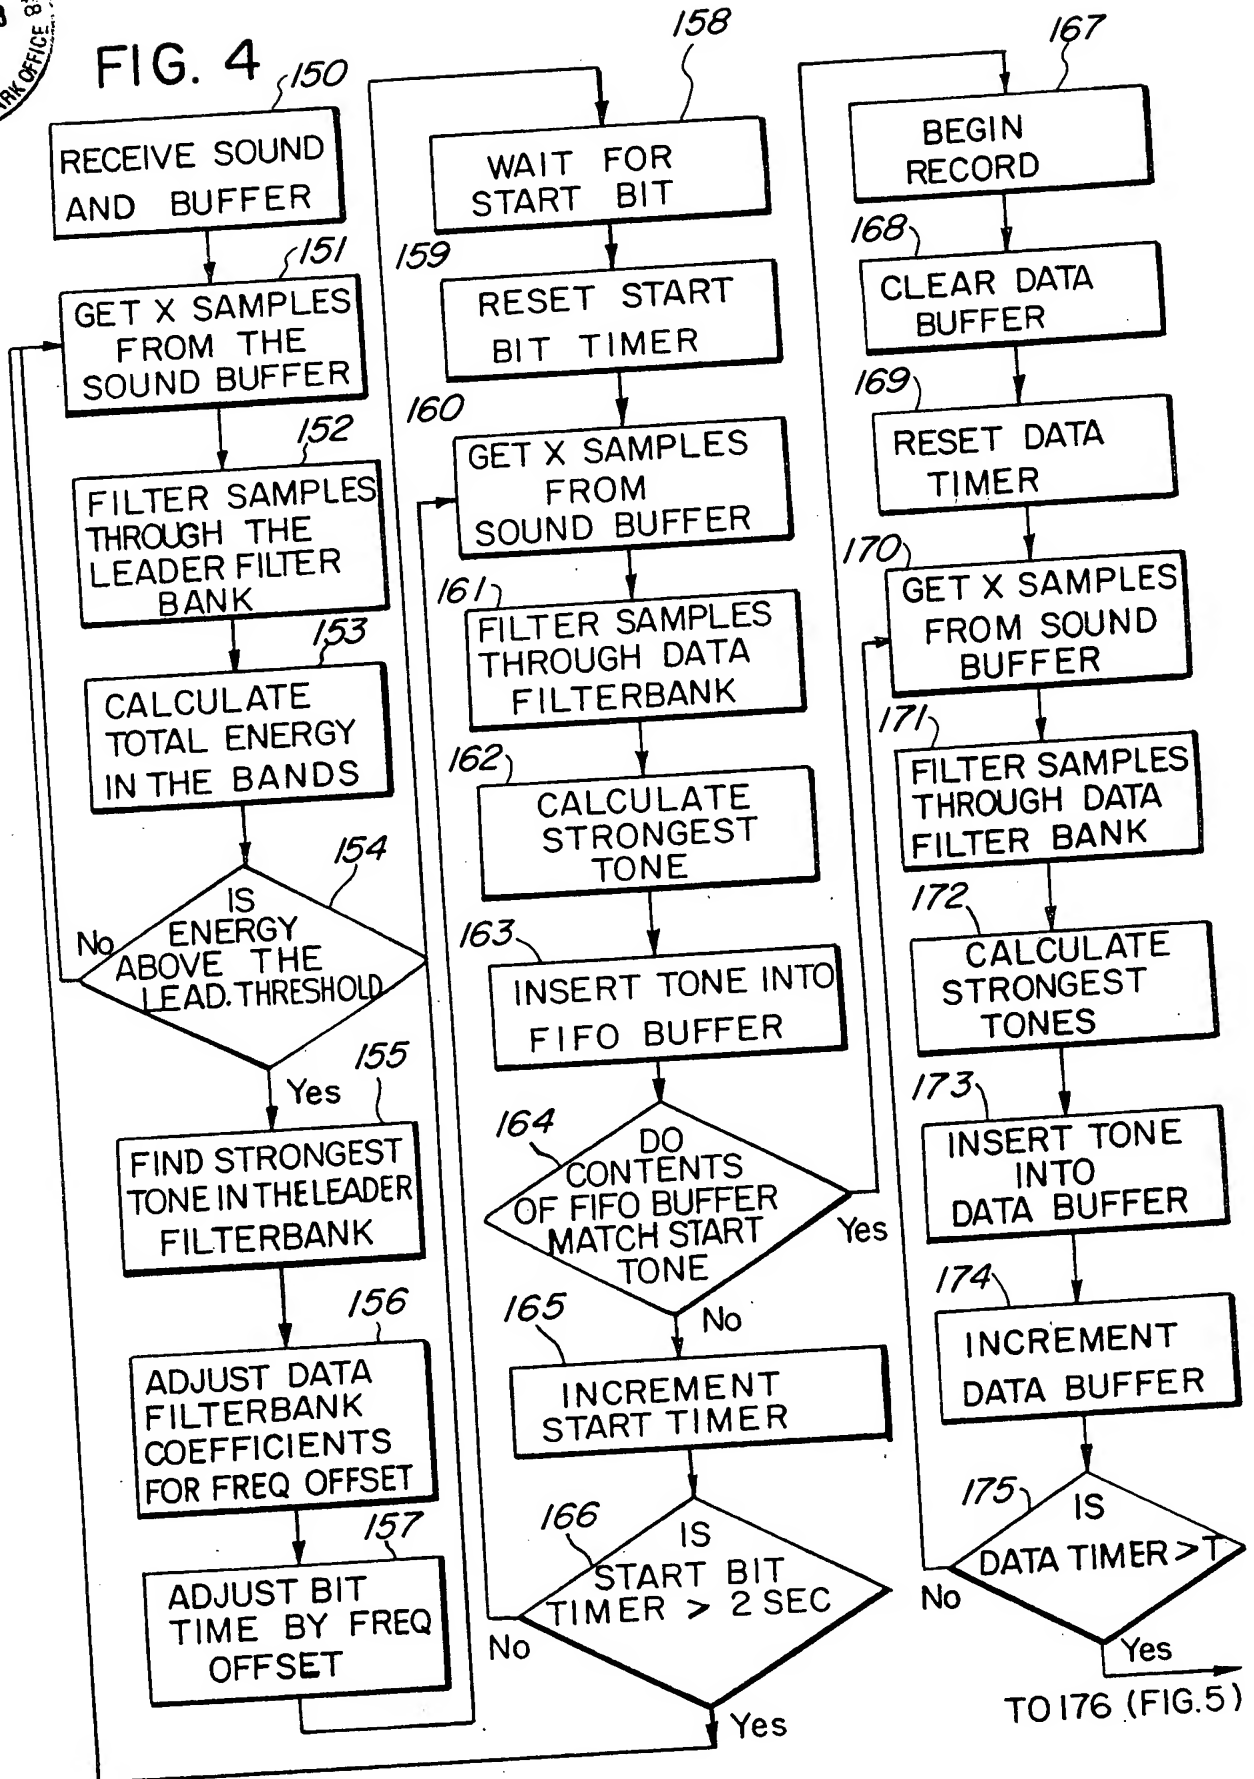 FIG. 4
150
RECEIVE SOUND
AND BUFFER
151
GET X SAMPLES
FROM THE
SOUND BUFFER
152
FILTER SAMPLES
THROUGH THE
LEADER FILTER
BANK
153
CALCULATE
TOTAL ENERGY
IN THE BANDS
154
IS
ENERGY
ABOVE THE
LEAD. THRESHOLD
No
Yes
155
FIND STRONGEST
TONE IN THE LEADER
FILTERBANK
156
ADJUST DATA
FILTERBANK
COEFFICIENTS
FOR FREQ OFFSET
157
ADJUST BIT
TIME BY FREQ
OFFSET
158
WAIT FOR
START BIT
159
RESET START
BIT TIMER
160
GET X SAMPLES
FROM
SOUND BUFFER
161
FILTER SAMPLES
THROUGH DATA
FILTERBANK
162
CALCULATE
STRONGEST
TONE
163
INSERT TONE INTO
FIFO BUFFER
164
DO
CONTENTS
OF FIFO BUFFER
MATCH START
TONE
Yes
No
165
INCREMENT
START TIMER
166
IS
START BIT
TIMER > 2 SEC
No
Yes
167
BEGIN
RECORD
168
CLEAR DATA
BUFFER
169
RESET DATA
TIMER
170
GET X SAMPLES
FROM SOUND
BUFFER
171
FILTER SAMPLES
THROUGH DATA
FILTER BANK
172
CALCULATE
STRONGEST
TONES
173
INSERT TONE
INTO
DATA BUFFER
174
INCREMENT
DATA BUFFER
175
IS
DATA TIMER > T
No
Yes
TO 176 (FIG.5)
OFFICE